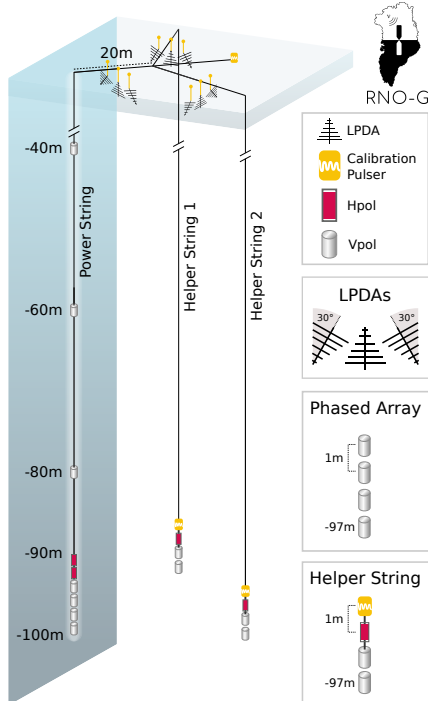 20m
RNO-G
-40m
-60m
-80m
-90m
-100m
Power String
Helper String 1
Helper String 2
LPDA
Calibration
Pulser
Hpol
Vpol
LPDAs
30°
30°
Phased Array
1m
-97m
Helper String
1m
-97m